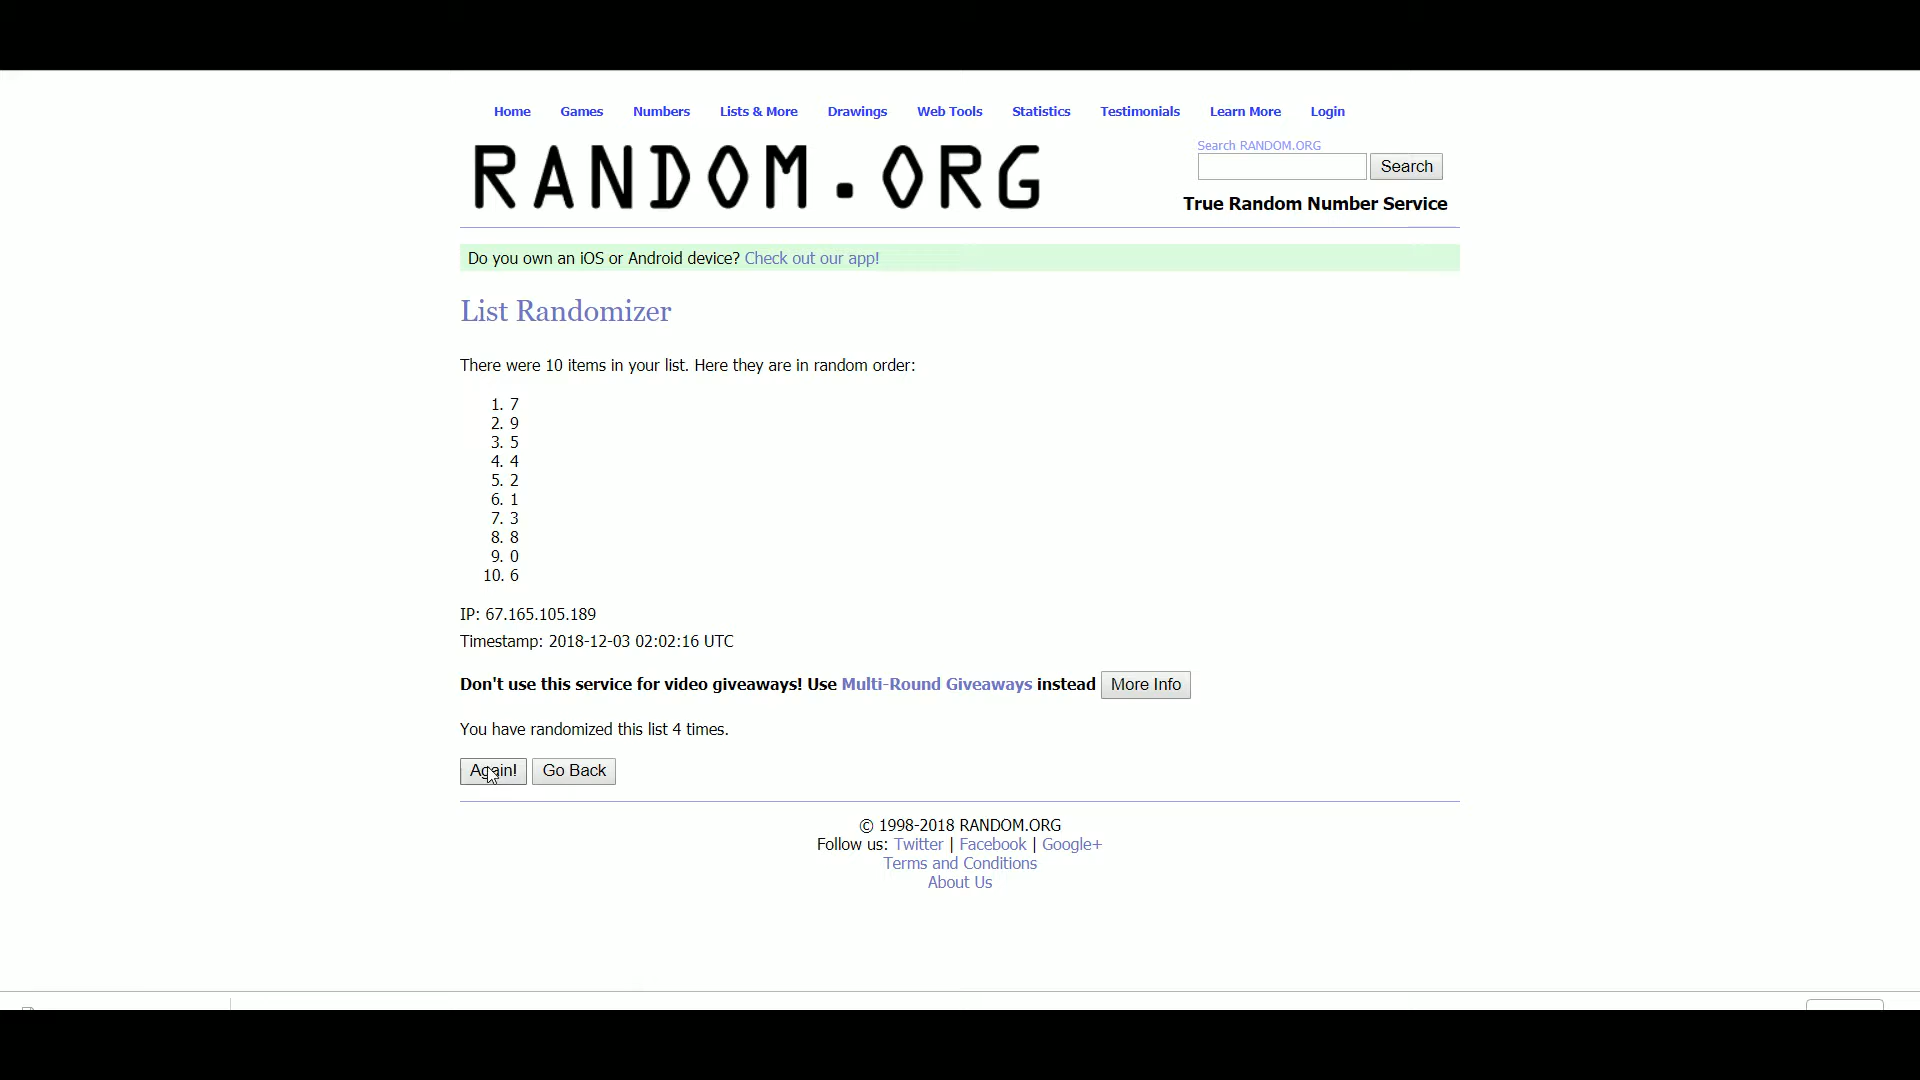 Home Games Numbers Lists & More Drawings Web Tools Statistics Testimonials Learn More Login
RANDOM.ORG
Search RANDOM.ORG
Search
True Random Number Service
Do you own an iOS or Android device? Check out our app!
List Randomizer
There were 10 items in your list. Here they are in random order:
1. 7
2. 9
3. 5
4. 4
5. 2
6. 1
7. 3
8. 8
9. 0
10. 6
IP: 67.165.105.189
Timestamp: 2018-12-03 02:02:16 UTC
Don't use this service for video giveaways! Use Multi-Round Giveaways instead More Info
You have randomized this list 4 times.
Again! Go Back
© 1998-2018 RANDOM.ORG
Follow us: Twitter | Facebook | Google+
Terms and Conditions
About Us